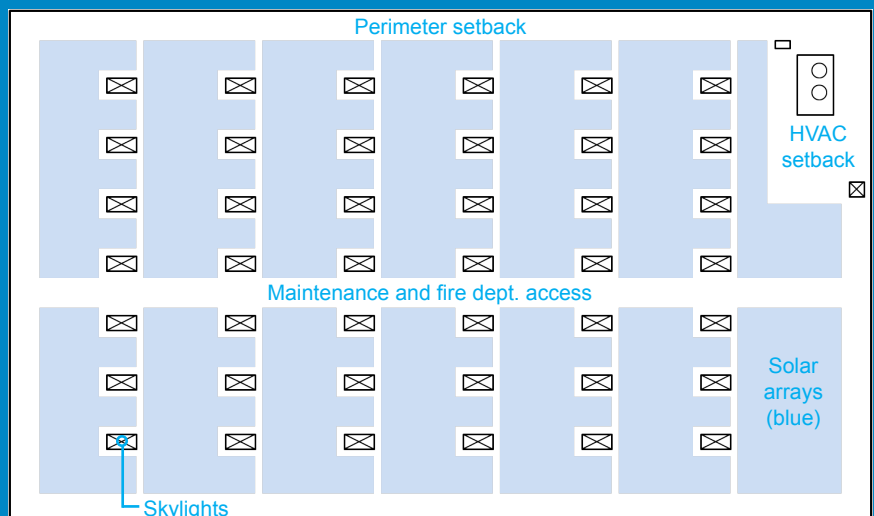 Perimeter setback
HVAC
setback
Maintenance and fire dept. access
Solar
arrays
(blue)
Skylights